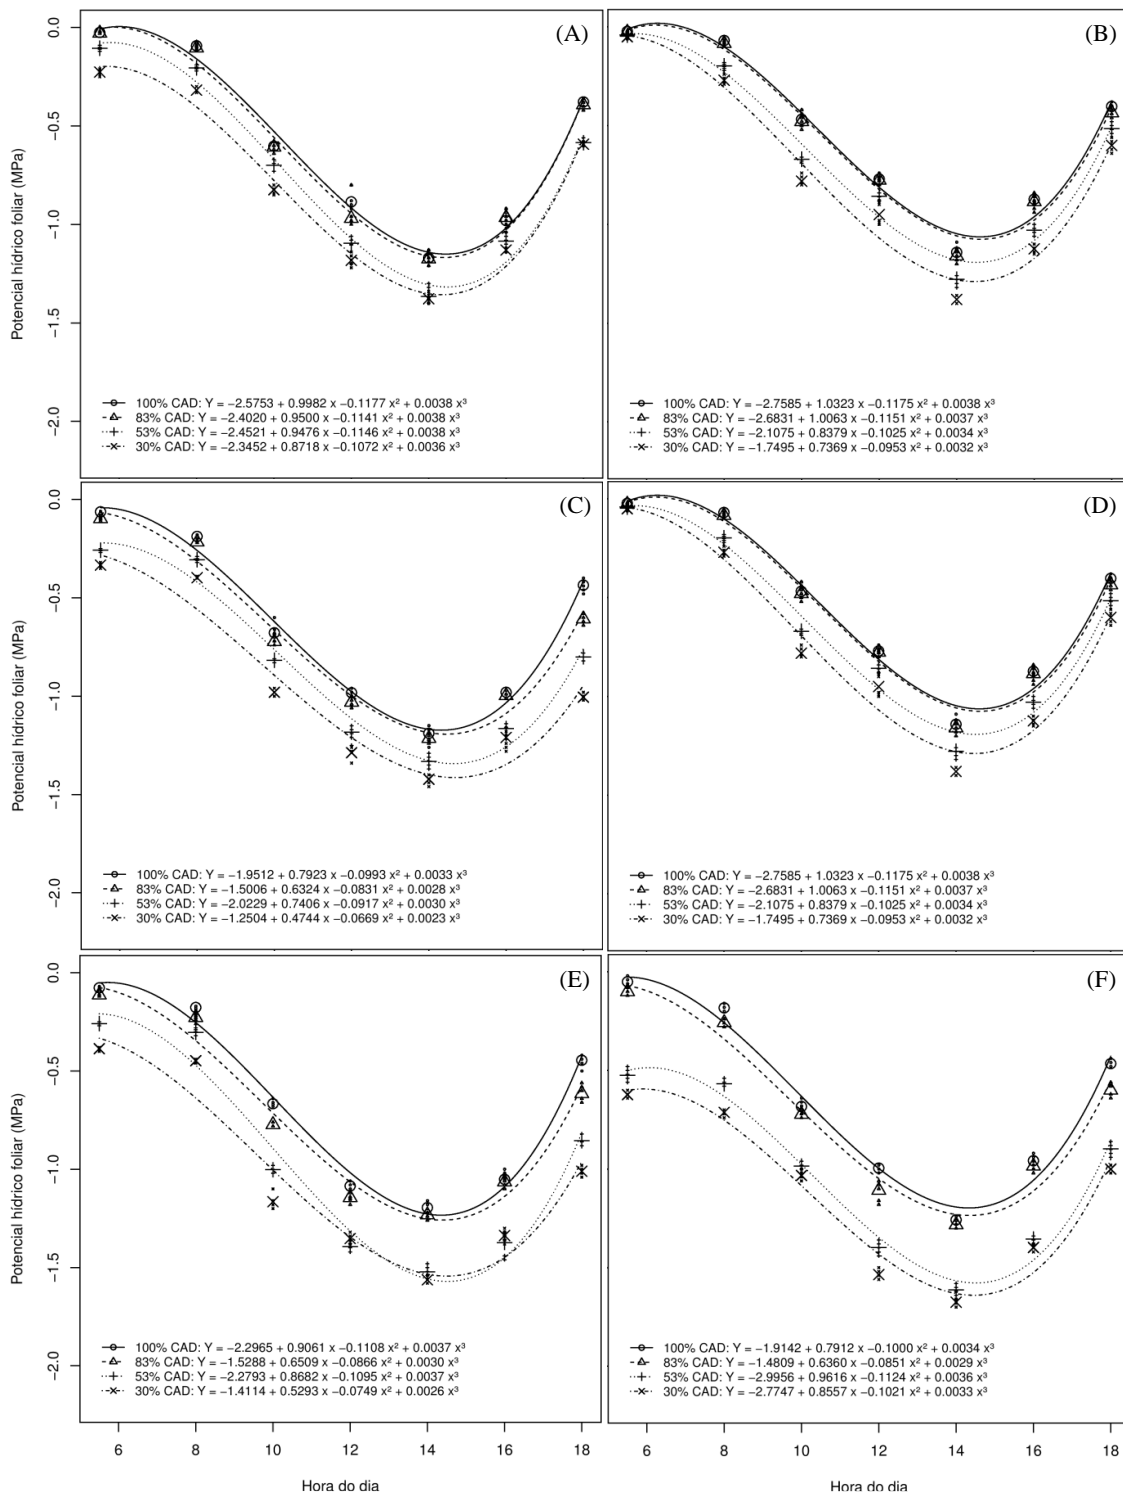 (A)
0.0
−0.5
−1.0
−1.5
−2.0
Potencial hídrico foliar (MPa)
100% CAD: Y = −2.5753 + 0.9982 x −0.1177 x² + 0.0038 x³
83% CAD: Y = −2.4020 + 0.9500 x −0.1141 x² + 0.0038 x³
53% CAD: Y = −2.4521 + 0.9476 x −0.1146 x² + 0.0038 x³
30% CAD: Y = −2.3452 + 0.8718 x −0.1072 x² + 0.0036 x³
(B)
100% CAD: Y = −2.7585 + 1.0323 x −0.1175 x² + 0.0038 x³
83% CAD: Y = −2.6831 + 1.0063 x −0.1151 x² + 0.0037 x³
53% CAD: Y = −2.1075 + 0.8379 x −0.1025 x² + 0.0034 x³
30% CAD: Y = −1.7495 + 0.7369 x −0.0953 x² + 0.0032 x³
(C)
0.0
−0.5
−1.0
−1.5
−2.0
Potencial hídrico foliar (MPa)
100% CAD: Y = −1.9512 + 0.7923 x −0.0993 x² + 0.0033 x³
83% CAD: Y = −1.5006 + 0.6324 x −0.0831 x² + 0.0028 x³
53% CAD: Y = −2.0229 + 0.7406 x −0.0917 x² + 0.0030 x³
30% CAD: Y = −1.2504 + 0.4744 x −0.0669 x² + 0.0023 x³
(D)
100% CAD: Y = −2.7585 + 1.0323 x −0.1175 x² + 0.0038 x³
83% CAD: Y = −2.6831 + 1.0063 x −0.1151 x² + 0.0037 x³
53% CAD: Y = −2.1075 + 0.8379 x −0.1025 x² + 0.0034 x³
30% CAD: Y = −1.7495 + 0.7369 x −0.0953 x² + 0.0032 x³
(E)
0.0
−0.5
−1.0
−1.5
−2.0
Potencial hídrico foliar (MPa)
100% CAD: Y = −2.2965 + 0.9061 x −0.1108 x² + 0.0037 x³
83% CAD: Y = −1.5288 + 0.6509 x −0.0866 x² + 0.0030 x³
53% CAD: Y = −2.2793 + 0.8682 x −0.1095 x² + 0.0037 x³
30% CAD: Y = −1.4114 + 0.5293 x −0.0749 x² + 0.0026 x³
6 8 10 12 14 16 18
Hora do dia
(F)
100% CAD: Y = −1.9142 + 0.7912 x −0.1000 x² + 0.0034 x³
83% CAD: Y = −1.4809 + 0.6360 x −0.0851 x² + 0.0029 x³
53% CAD: Y = −2.9956 + 0.9616 x −0.1124 x² + 0.0036 x³
30% CAD: Y = −2.7747 + 0.8557 x −0.1021 x² + 0.0033 x³
6 8 10 12 14 16 18
Hora do dia